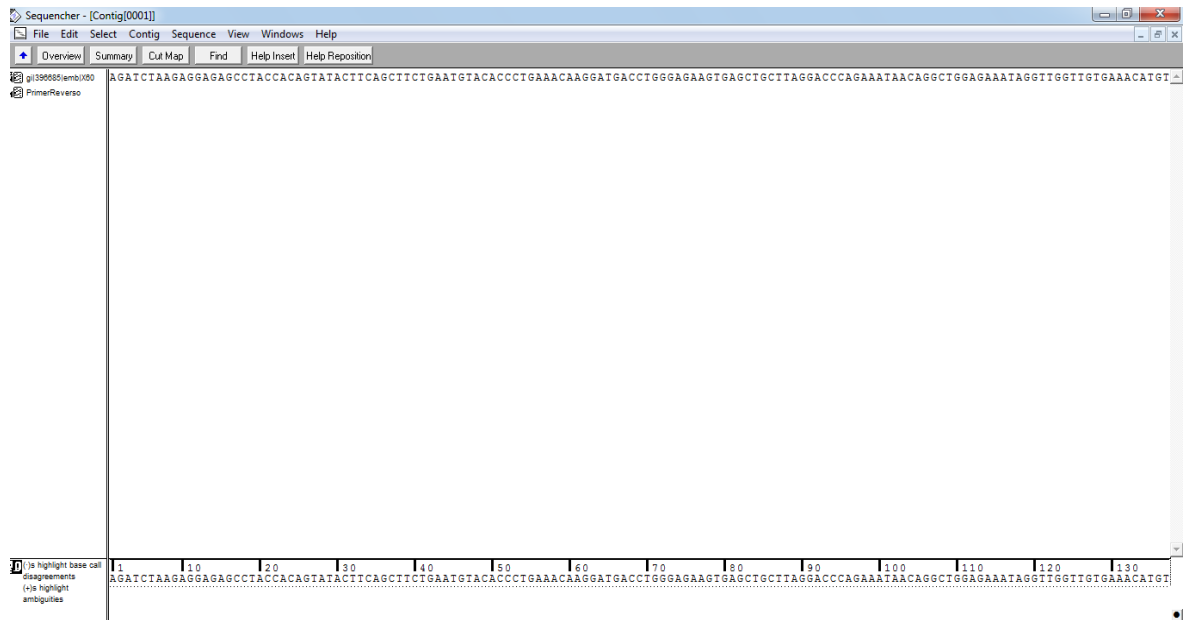 Sequencher - [Contig[0001]]
File Edit Select Contig Sequence View Windows Help
Overview Summary Cut Map Find Help Insert Help Reposition
gi|396685|emb|X60
AGATCTAAGAGGAGAGCCTACCACAGTATACTTCAGCTTCTGAATGTACACCCTGAAACAAGGATGACCTGGGAGAAGTGAGCTGCTTAGGACCCAGAAATAACAGGCTGGAGAAATAGGTTGGTTGTGAAACATGT
PrimerReverso
(·)s highlight base call
disagreements
(+)s highlight
ambiguities
1 10 20 30 40 50 60 70 80 90 100 110 120 130
AGATCTAAGAGGAGAGCCTACCACAGTATACTTCAGCTTCTGAATGTACACCCTGAAACAAGGATGACCTGGGAGAAGTGAGCTGCTTAGGACCCAGAAATAACAGGCTGGAGAAATAGGTTGGTTGTGAAACATGT